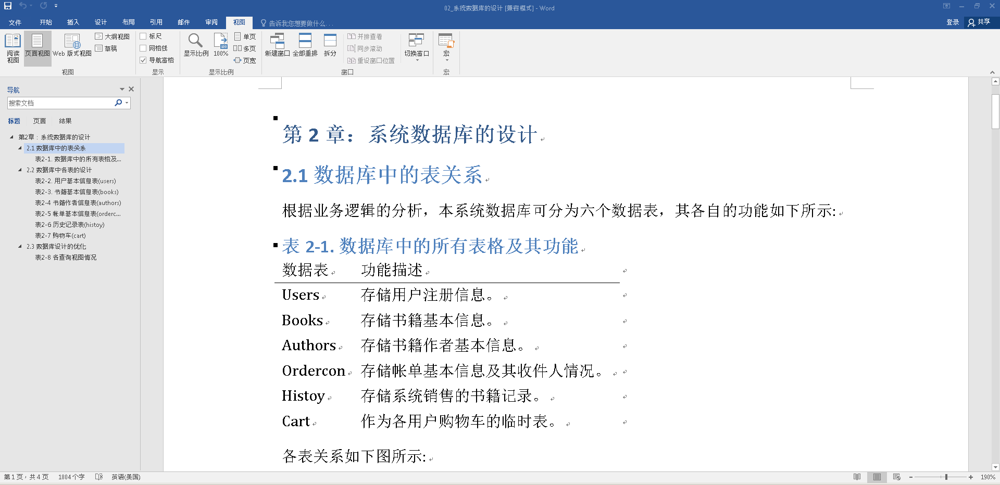 02_系统数据库的设计 [兼容模式] - Word
文件 开始 插入 设计 布局 引用 邮件 审阅 视图 告诉我您想要做什么... 登录 共享
阅读视图 页面视图 Web 版式视图 大纲视图 草稿
视图
标尺
网格线
导航窗格
显示
显示比例 100% 单页 多页 页宽
显示比例
新建窗口 全部重排 拆分 并排查看 同步滚动 重设窗口位置 切换窗口
窗口
宏
宏
导航
搜索文档
标题 页面 结果
第2章：系统数据库的设计
2.1 数据库中的表关系
表2-1. 数据库中的所有表格及...
2.2 数据库中各表的设计
表2-2. 用户基本信息表(users)
表2-3. 书籍基本信息表(books)
表2-4 书籍作者信息表(authors)
表2-5 帐单基本信息表(orderc...
表2-6 历史记录表(histoy)
表2-7 购物车(cart)
2.3 数据库设计的优化
表2-8 各查询视图情况
第 2 章：系统数据库的设计
2.1 数据库中的表关系
根据业务逻辑的分析，本系统数据库可分为六个数据表，其各自的功能如下所示:
表 2-1. 数据库中的所有表格及其功能
数据表 功能描述
Users 存储用户注册信息。
Books 存储书籍基本信息。
Authors 存储书籍作者基本信息。
Ordercon 存储帐单基本信息及其收件人情况。
Histoy 存储系统销售的书籍记录。
Cart 作为各用户购物车的临时表。
各表关系如下图所示:
第 1 页，共 4 页 1804 个字 英语(美国) 190%